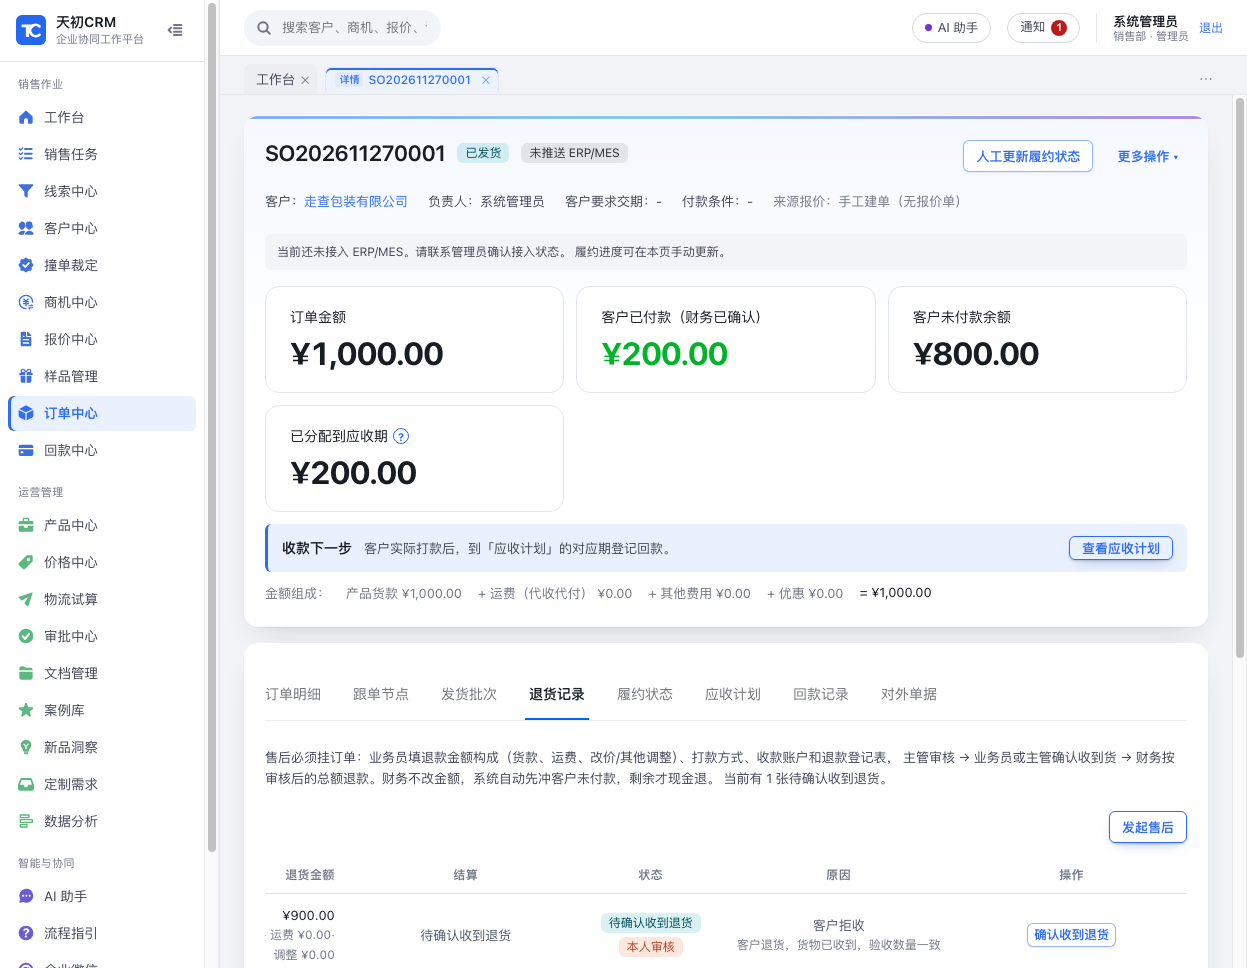 天初CRM
企业协同工作平台
搜索客户、商机、报价、
AI 助手
通知 1
系统管理员
销售部 · 管理员
退出
工作台
详情 SO202611270001
销售作业
工作台
销售任务
线索中心
客户中心
撞单裁定
商机中心
报价中心
样品管理
订单中心
回款中心
运营管理
产品中心
价格中心
物流试算
审批中心
文档管理
案例库
新品洞察
定制需求
数据分析
智能与协同
AI 助手
流程指引
SO202611270001 已发货 未推送 ERP/MES
人工更新履约状态 更多操作
客户：走查包装有限公司 负责人：系统管理员 客户要求交期：- 付款条件：- 来源报价：手工建单（无报价单）
当前还未接入 ERP/MES。请联系管理员确认接入状态。 履约进度可在本页手动更新。
订单金额
¥1,000.00
客户已付款（财务已确认）
¥200.00
客户未付款余额
¥800.00
已分配到应收期 ?
¥200.00
收款下一步 客户实际打款后，到「应收计划」的对应期登记回款。 查看应收计划
金额组成： 产品货款 ¥1,000.00 + 运费（代收代付） ¥0.00 + 其他费用 ¥0.00 + 优惠 ¥0.00 = ¥1,000.00
订单明细 跟单节点 发货批次 退货记录 履约状态 应收计划 回款记录 对外单据
售后必须挂订单：业务员填退款金额构成（货款、运费、改价/其他调整）、打款方式、收款账户和退款登记表， 主管审核 → 业务员或主管确认收到货 → 财务按
审核后的总额退款。财务不改金额，系统自动先冲客户未付款，剩余才现金退。 当前有 1 张待确认收到退货。
发起售后
退货金额 结算 状态 原因 操作
¥900.00
· 运费 ¥0.00·
调整 ¥0.00
待确认收到退货
待确认收到退货
本人审核
客户拒收
客户退货，货物已收到，验收数量一致
确认收到退货